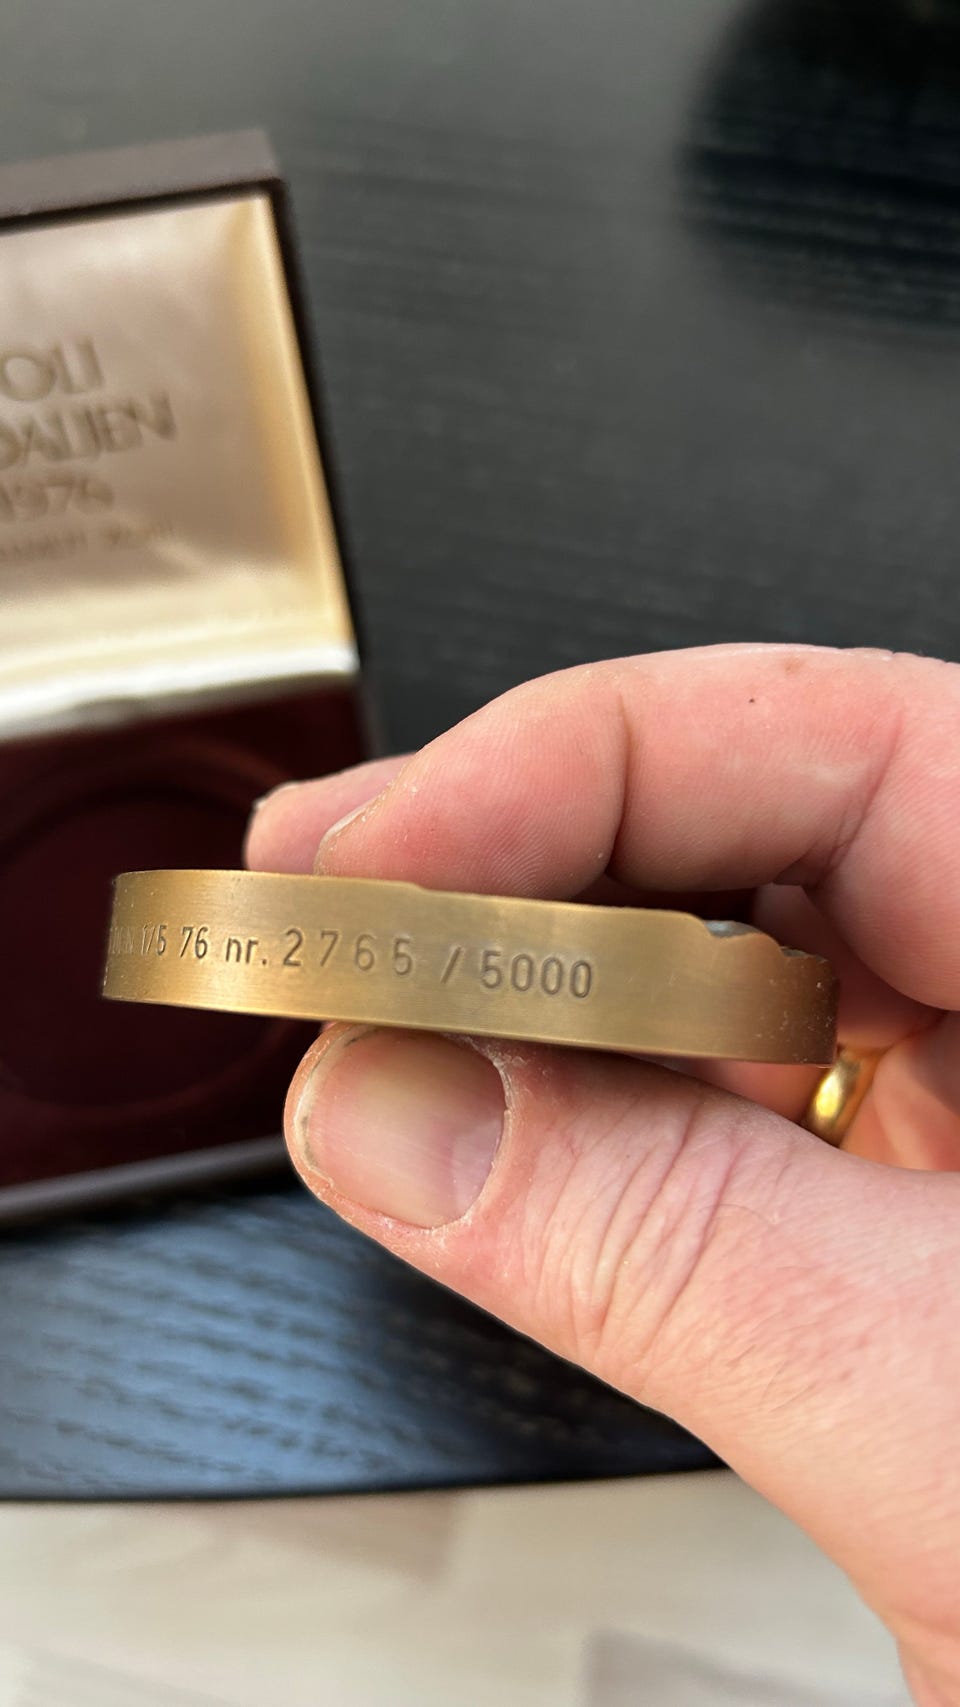 OLI
DALJEN
1976
1/5 76 nr. 2765 / 5000